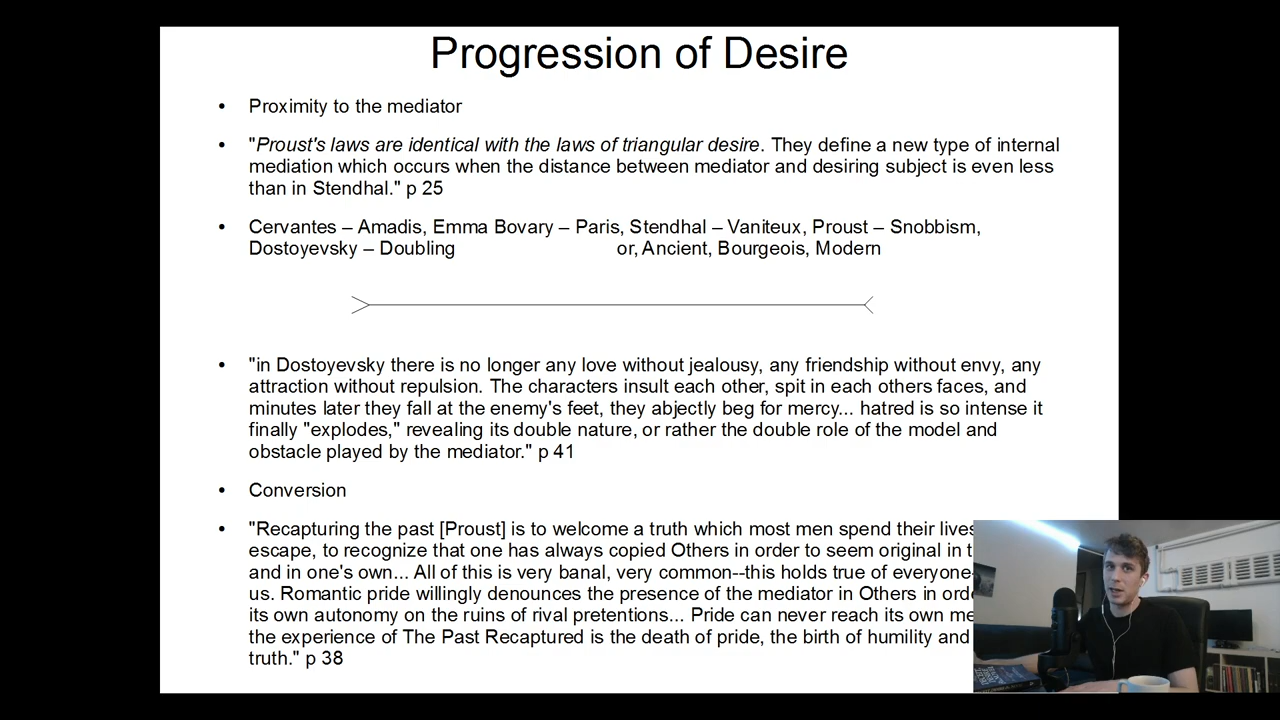 Progression of Desire
• Proximity to the mediator
• "Proust's laws are identical with the laws of triangular desire. They define a new type of internal
mediation which occurs when the distance between mediator and desiring subject is even less
than in Stendhal." p 25
• Cervantes – Amadis, Emma Bovary – Paris, Stendhal – Vaniteux, Proust – Snobbism,
Dostoyevsky – Doubling or, Ancient, Bourgeois, Modern
• "in Dostoyevsky there is no longer any love without jealousy, any friendship without envy, any
attraction without repulsion. The characters insult each other, spit in each others faces, and
minutes later they fall at the enemy's feet, they abjectly beg for mercy... hatred is so intense it
finally "explodes," revealing its double nature, or rather the double role of the model and
obstacle played by the mediator." p 41
• Conversion
• "Recapturing the past [Proust] is to welcome a truth which most men spend their lives
escape, to recognize that one has always copied Others in order to seem original in
and in one's own... All of this is very banal, very common--this holds true of everyone
us. Romantic pride willingly denounces the presence of the mediator in Others in
its own autonomy on the ruins of rival pretentions... Pride can never reach its own
the experience of The Past Recaptured is the death of pride, the birth of humility and
truth." p 38